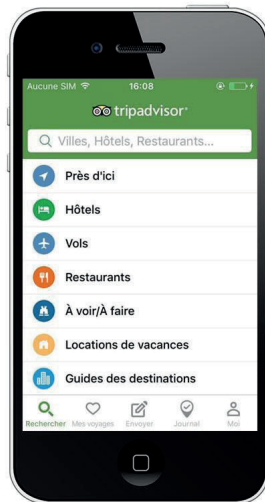 Aucune SIM 16:08
tripadvisor
Villes, Hôtels, Restaurants...
Près d'ici
Hôtels
Vols
Restaurants
À voir/À faire
Locations de vacances
Guides des destinations
Rechercher Mes voyages Envoyer Journal Moi